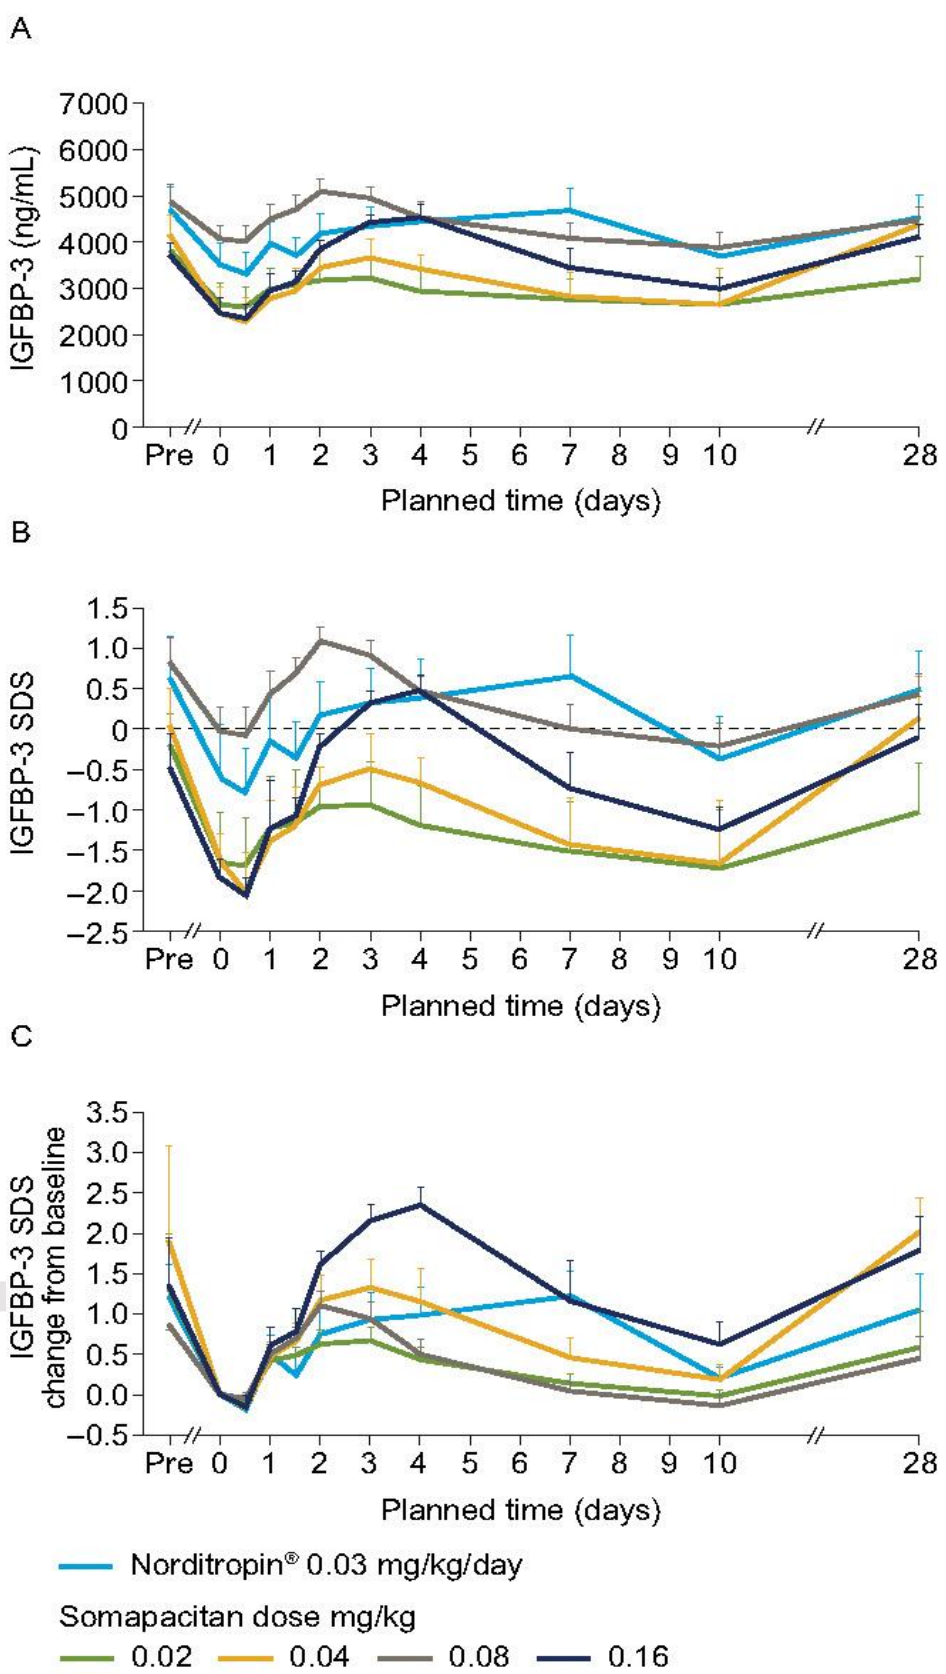 A
7000
6000
5000
4000
3000
2000
1000
0
IGFBP-3 (ng/mL)
Pre 0 1 2 3 4 5 6 7 8 9 10 28
Planned time (days)
B
1.5
1.0
0.5
0
–0.5
–1.0
–1.5
–2.0
–2.5
IGFBP-3 SDS
Pre 0 1 2 3 4 5 6 7 8 9 10 28
Planned time (days)
C
3.5
3.0
2.5
2.0
1.5
1.0
0.5
0.0
–0.5
IGFBP-3 SDS
change from baseline
Pre 0 1 2 3 4 5 6 7 8 9 10 28
Planned time (days)
Norditropin® 0.03 mg/kg/day
Somapacitan dose mg/kg
0.02 0.04 0.08 0.16